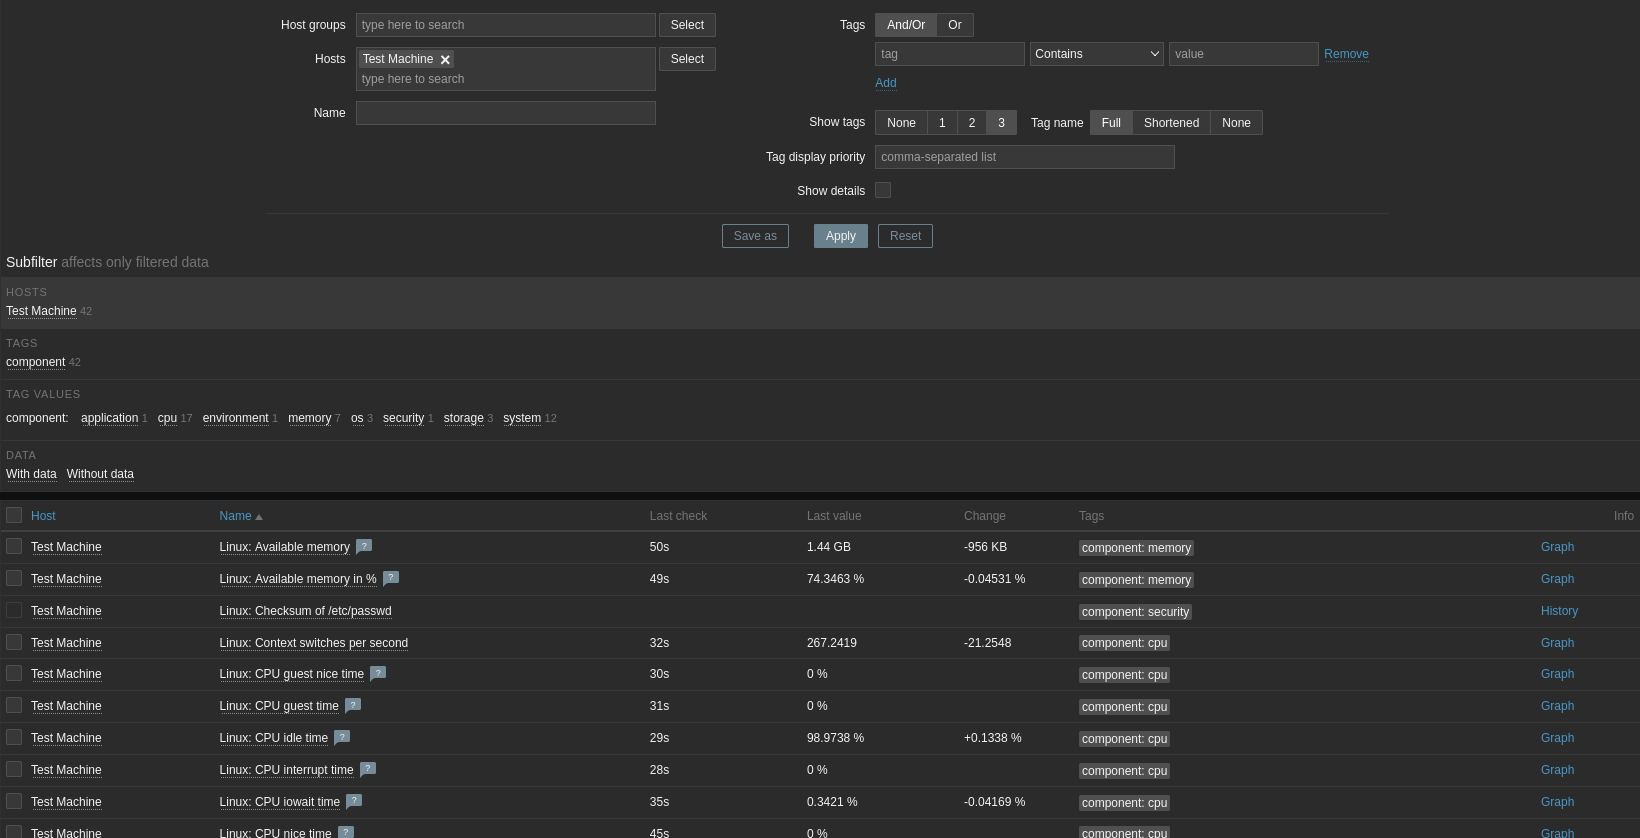 Host groups type here to search Select Tags And/Or Or
tag Contains value Remove
Hosts Test Machine Select
type here to search
Add
Name
Show tags None 1 2 3 Tag name Full Shortened None
Tag display priority comma-separated list
Show details
Save as Apply Reset
Subfilter affects only filtered data
HOSTS
Test Machine 42
TAGS
component 42
TAG VALUES
component: application 1 cpu 17 environment 1 memory 7 os 3 security 1 storage 3 system 12
DATA
With data Without data
Host Name Last check Last value Change Tags Info
Test Machine Linux: Available memory ? 50s 1.44 GB -956 KB component: memory Graph
Test Machine Linux: Available memory in % ? 49s 74.3463 % -0.04531 % component: memory Graph
Test Machine Linux: Checksum of /etc/passwd component: security History
Test Machine Linux: Context switches per second 32s 267.2419 -21.2548 component: cpu Graph
Test Machine Linux: CPU guest nice time ? 30s 0 % component: cpu Graph
Test Machine Linux: CPU guest time ? 31s 0 % component: cpu Graph
Test Machine Linux: CPU idle time ? 29s 98.9738 % +0.1338 % component: cpu Graph
Test Machine Linux: CPU interrupt time ? 28s 0 % component: cpu Graph
Test Machine Linux: CPU iowait time ? 35s 0.3421 % -0.04169 % component: cpu Graph
Test Machine Linux: CPU nice time ? 45s 0 % component: cpu Graph